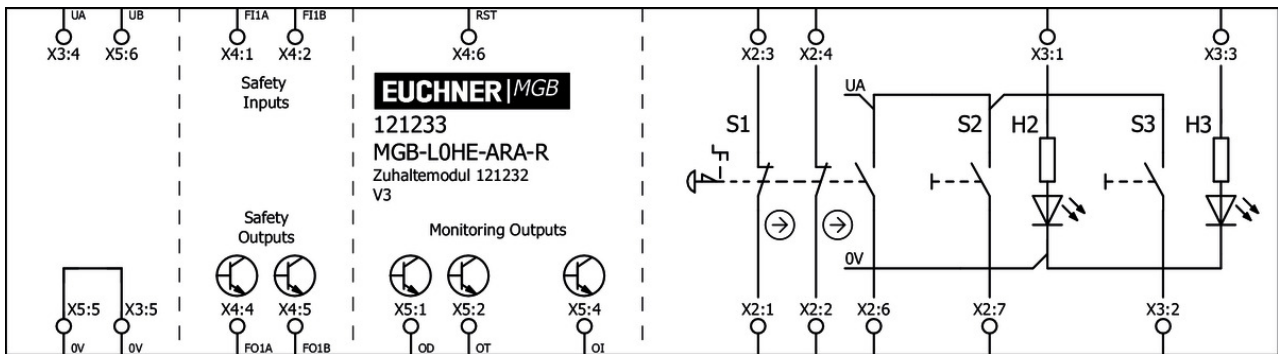 UA UB FI1A FI1B RST
X3:4 X5:6 X4:1 X4:2 X4:6 X2:3 X2:4 X3:1 X3:3
Safety
Inputs
EUCHNER|MGB
121233
MGB-L0HE-ARA-R
Zuhaltemodul 121232
V3
UA
S1 S2 H2 S3 H3
Safety
Outputs
Monitoring Outputs
0V
X5:5 X3:5 X4:4 X4:5 X5:1 X5:2 X5:4 X2:1 X2:2 X2:6 X2:7 X3:2
0V 0V FO1A FO1B OD OT OI